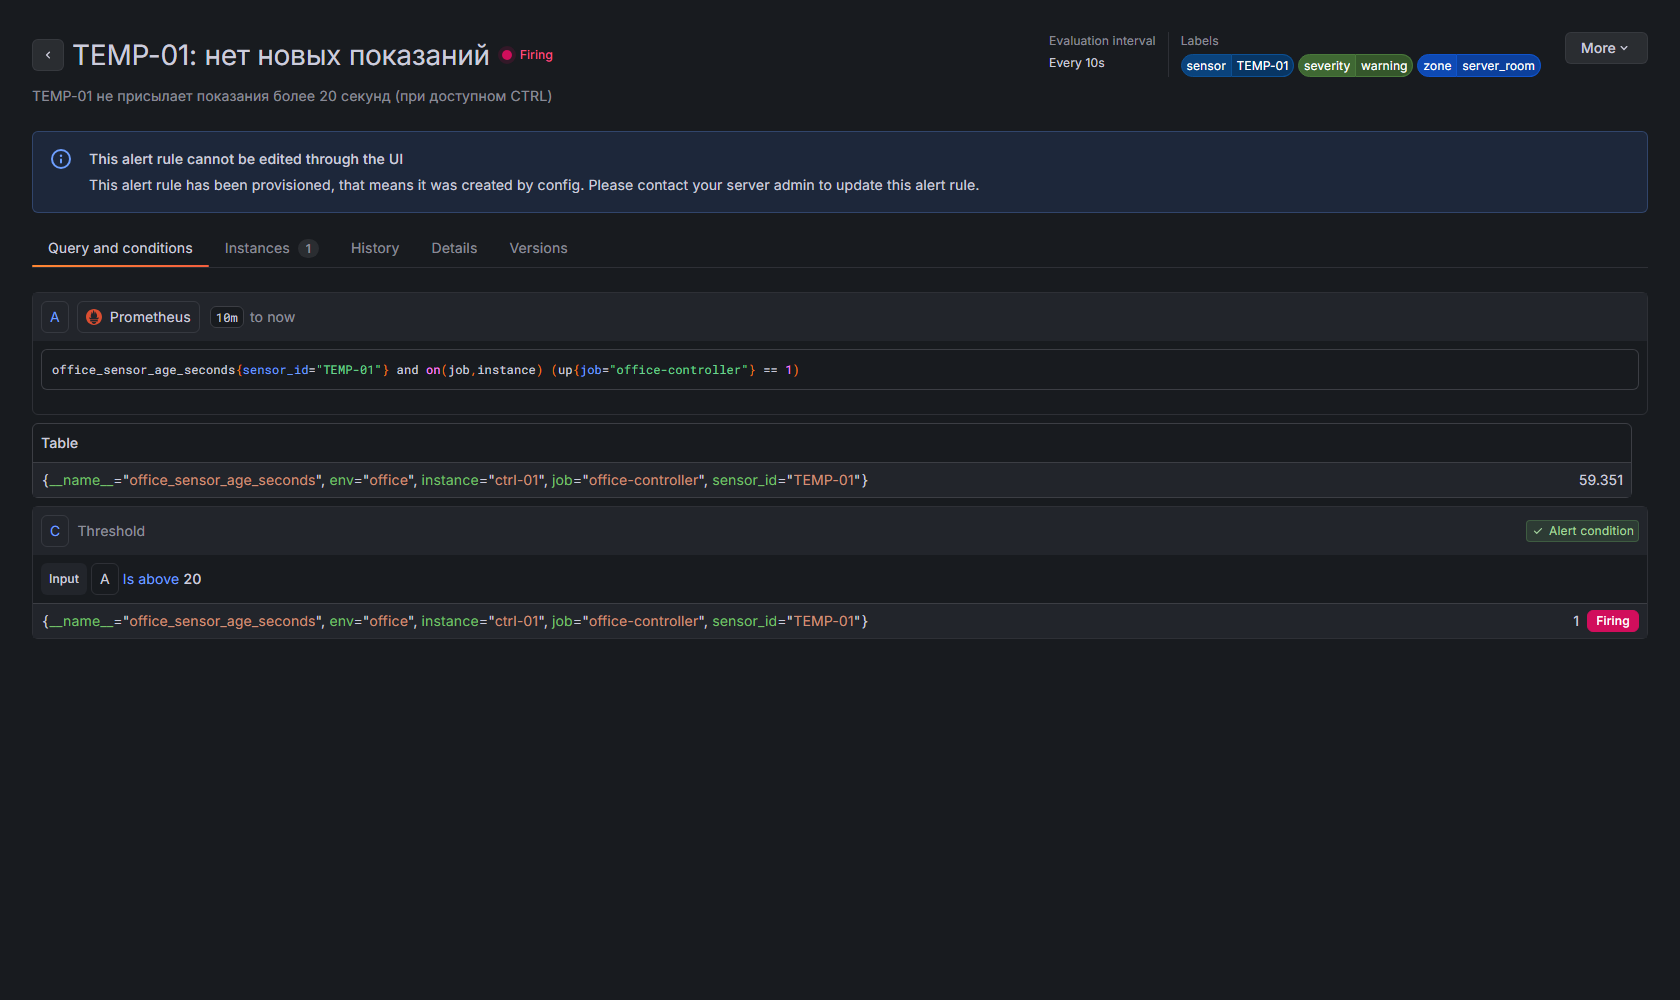 TEMP-01: нет новых показаний Firing
Evaluation interval
Every 10s
Labels
sensor TEMP-01 severity warning zone server_room
More
TEMP-01 не присылает показания более 20 секунд (при доступном CTRL)
This alert rule cannot be edited through the UI
This alert rule has been provisioned, that means it was created by config. Please contact your server admin to update this alert rule.
Query and conditions Instances 1 History Details Versions
A Prometheus 10m to now
office_sensor_age_seconds{sensor_id="TEMP-01"} and on(job,instance) (up{job="office-controller"} == 1)
Table
{__name__="office_sensor_age_seconds", env="office", instance="ctrl-01", job="office-controller", sensor_id="TEMP-01"} 59.351
C Threshold Alert condition
Input A Is above 20
{__name__="office_sensor_age_seconds", env="office", instance="ctrl-01", job="office-controller", sensor_id="TEMP-01"} 1 Firing